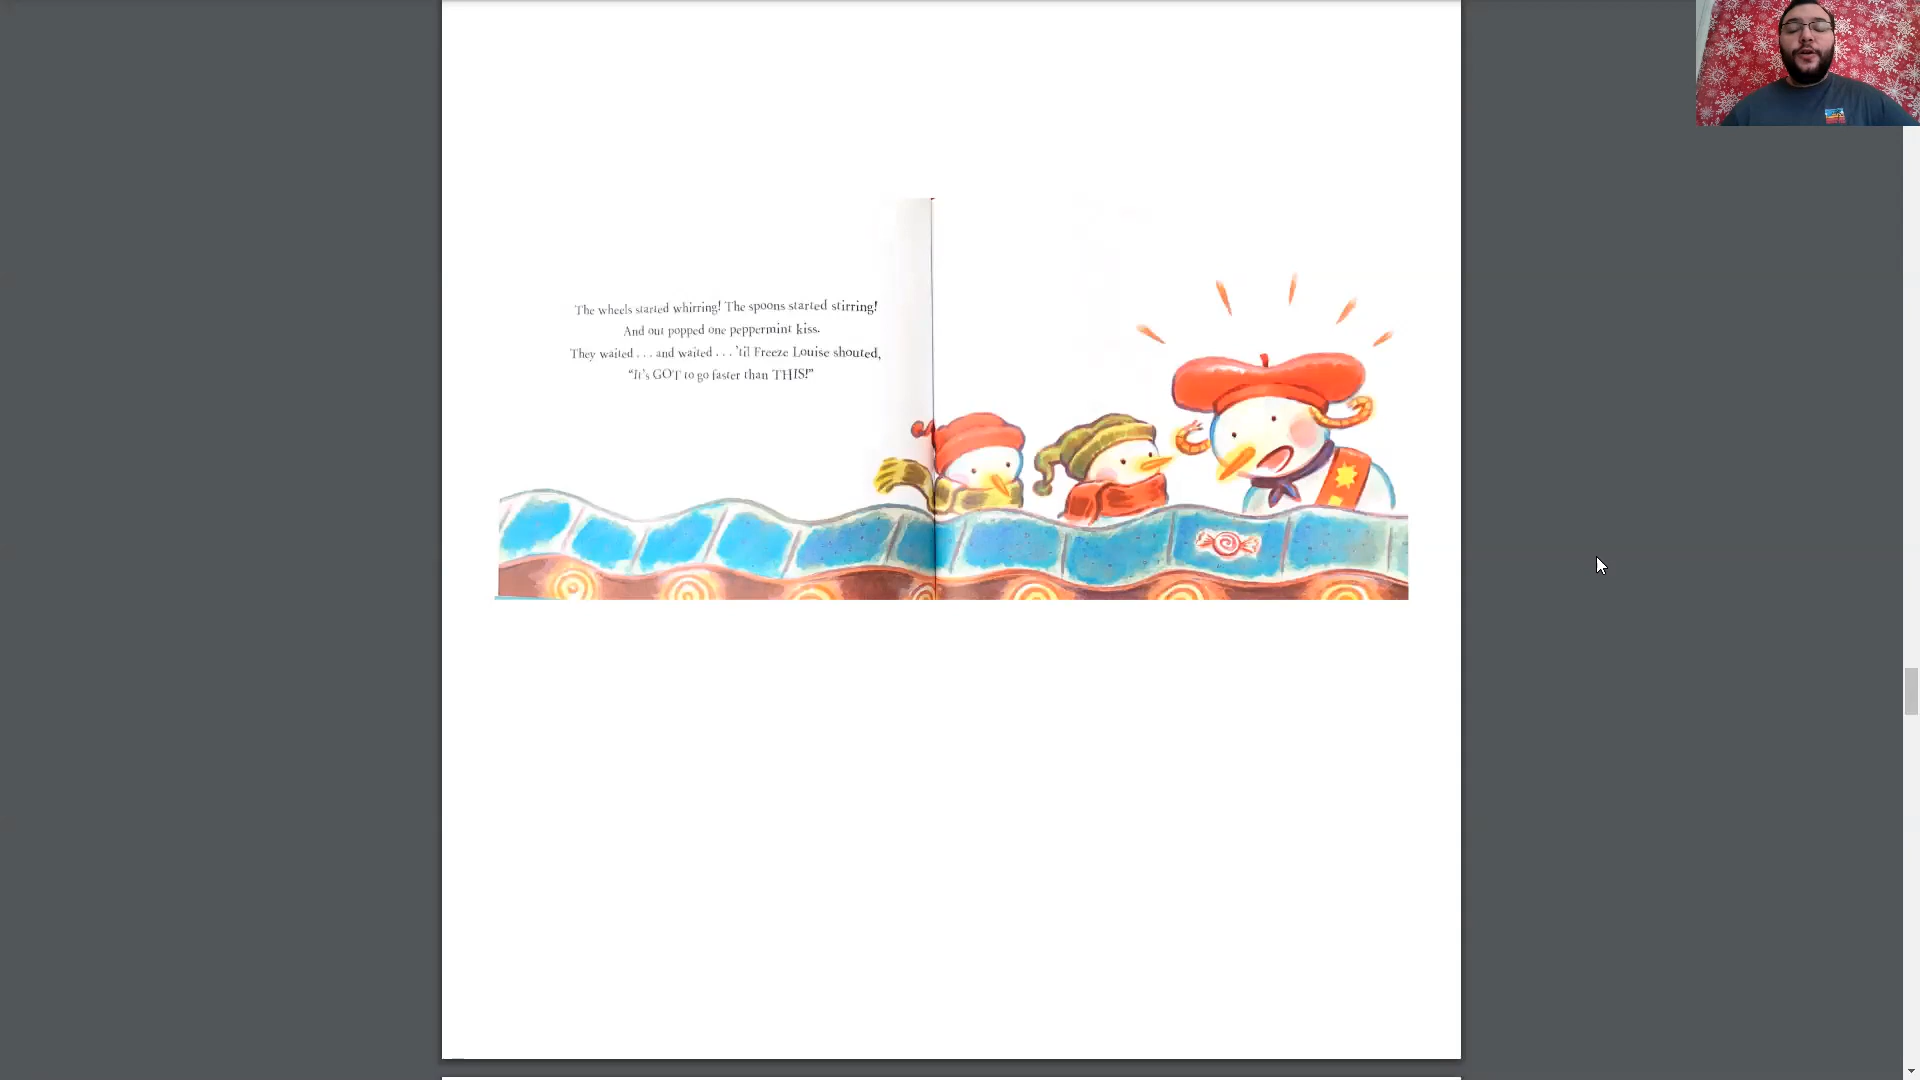 The wheels started whirring! The spoons started stirring!
And out popped one peppermint kiss.
They waited . . . and waited . . . 'til Freeze Louise shouted,
“It's GOT to go faster than THIS!”